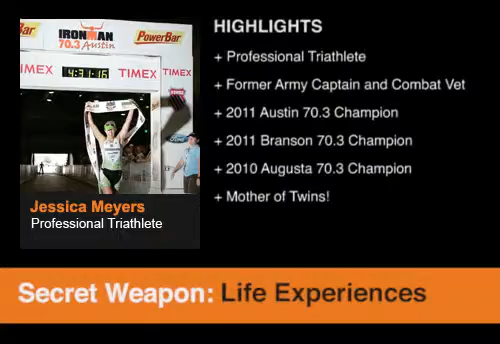 Bar
IRONMAN
70.3 Austin
PowerBar
TIMEX
4:31:16
TIMEX
TIMEX
Jessica Meyers
Professional Triathlete
HIGHLIGHTS
+ Professional Triathlete
+ Former Army Captain and Combat Vet
+ 2011 Austin 70.3 Champion
+ 2011 Branson 70.3 Champion
+ 2010 Augusta 70.3 Champion
+ Mother of Twins!
Secret Weapon: Life Experiences